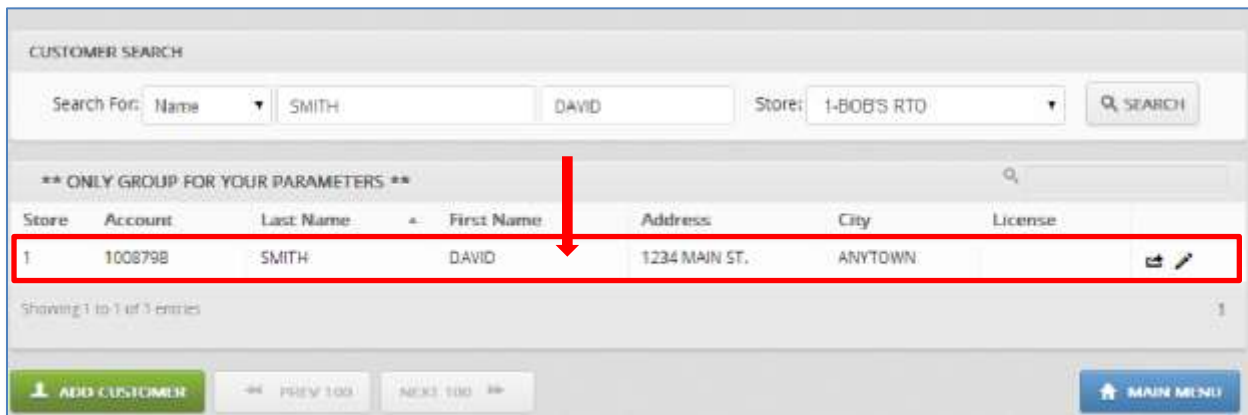 CUSTOMER SEARCH
Search For: Name SMITH DAVID Store: 1-BOB'S RTO SEARCH
** ONLY GROUP FOR YOUR PARAMETERS **
Store Account Last Name First Name Address City License
1 1008798 SMITH DAVID 1234 MAIN ST. ANYTOWN
Showing 1 to 1 of 1 entries 1
ADD CUSTOMER PREV 100 NEXT 100 MAIN MENU